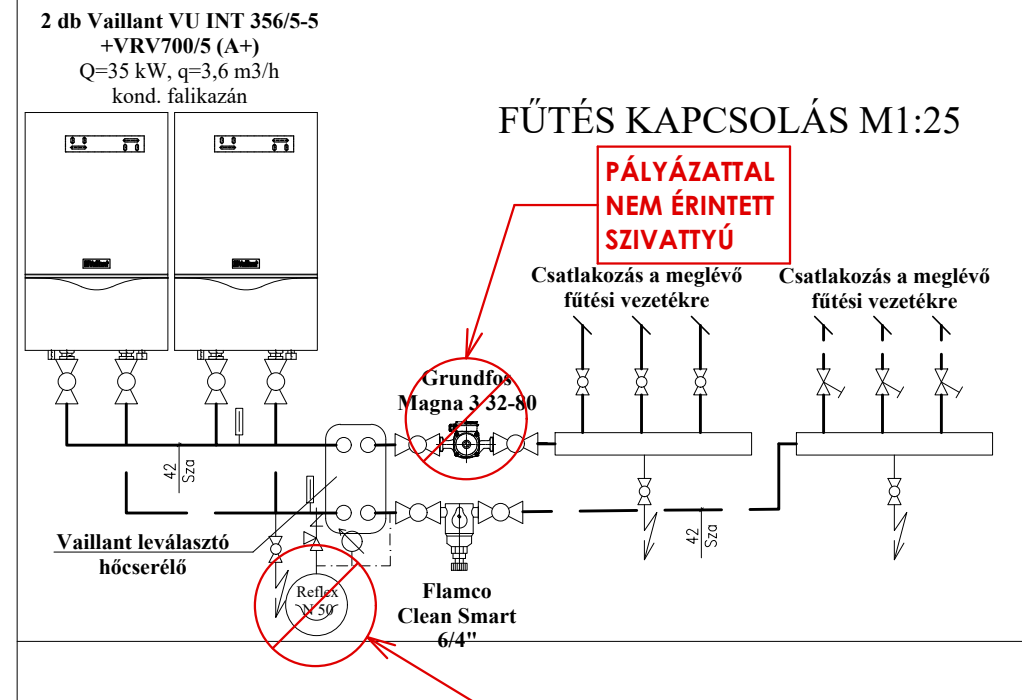 2 db Vaillant VU INT 356/5-5
+VRV700/5 (A+)
Q=35 kW, q=3,6 m3/h
kond. falikazán
FŰTÉS KAPCSOLÁS M1:25
PÁLYÁZATTAL
NEM ÉRINTETT
SZIVATTYÚ
Csatlakozás a meglévő
fűtési vezetékre
Csatlakozás a meglévő
fűtési vezetékre
Vaillant
Vaillant
Grundfos
Magna 3 32-80
42
Sza
42
Sza
Vaillant leválasztó
hőcserélő
Reflex
N 50
Flamco
Clean Smart
6/4"